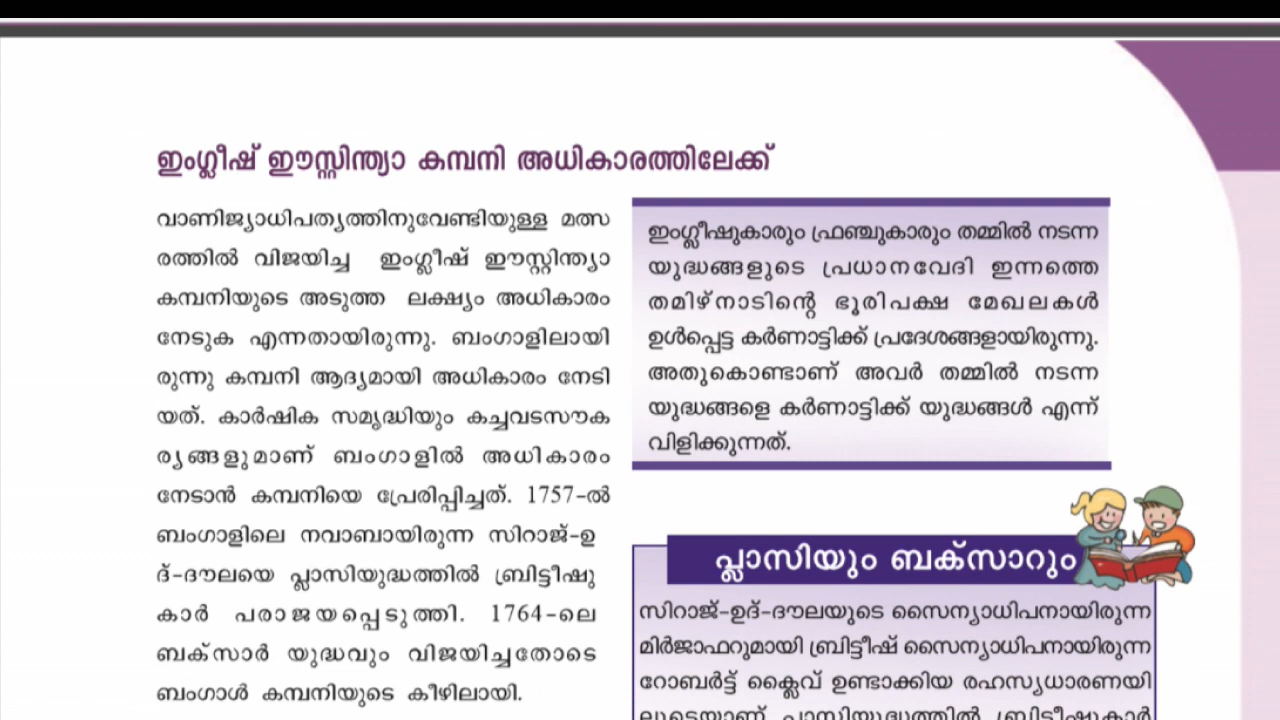 ഇംഗ്ലീഷ് ഈസ്റ്റിന്ത്യാ കമ്പനി അധികാരത്തിലേക്ക്
വാണിജ്യാധിപത്യത്തിനുവേണ്ടിയുള്ള മത്സ
രത്തിൽ വിജയിച്ച ഇംഗ്ലീഷ് ഈസ്റ്റിന്ത്യാ
കമ്പനിയുടെ അടുത്ത ലക്ഷ്യം അധികാരം
നേടുക എന്നതായിരുന്നു. ബംഗാളിലായി
രുന്നു കമ്പനി ആദ്യമായി അധികാരം നേടി
യത്. കാർഷിക സമൃദ്ധിയും കച്ചവടസൗക
ര്യങ്ങളുമാണ് ബംഗാളിൽ അധികാരം
നേടാൻ കമ്പനിയെ പ്രേരിപ്പിച്ചത്. 1757-ൽ
ബംഗാളിലെ നവാബായിരുന്ന സിറാജ്-ഉ
ദ്-ദൗലയെ പ്ലാസിയുദ്ധത്തിൽ ബ്രിട്ടീഷു
കാർ പരാജയപ്പെടുത്തി. 1764-ലെ
ബക്സാർ യുദ്ധവും വിജയിച്ചതോടെ
ബംഗാൾ കമ്പനിയുടെ കീഴിലായി.
ഇംഗ്ലീഷുകാരും ഫ്രഞ്ചുകാരും തമ്മിൽ നടന്ന
യുദ്ധങ്ങളുടെ പ്രധാനവേദി ഇന്നത്തെ
തമിഴ്നാടിന്റെ ഭൂരിപക്ഷ മേഖലകൾ
ഉൾപ്പെട്ട കർണാട്ടിക്ക് പ്രദേശങ്ങളായിരുന്നു.
അതുകൊണ്ടാണ് അവർ തമ്മിൽ നടന്ന
യുദ്ധങ്ങളെ കർണാട്ടിക്ക് യുദ്ധങ്ങൾ എന്ന്
വിളിക്കുന്നത്.
പ്ലാസിയും ബക്സാറും
സിറാജ്-ഉദ്-ദൗലയുടെ സൈന്യാധിപനായിരുന്ന
മിർജാഫറുമായി ബ്രിട്ടീഷ് സൈന്യാധിപനായിരുന്ന
റോബർട്ട് ക്ലൈവ് ഉണ്ടാക്കിയ രഹസ്യധാരണയി
ലൂടെയാണ് പ്ലാസിയുദ്ധത്തിൽ ബ്രിട്ടീഷുകാർ